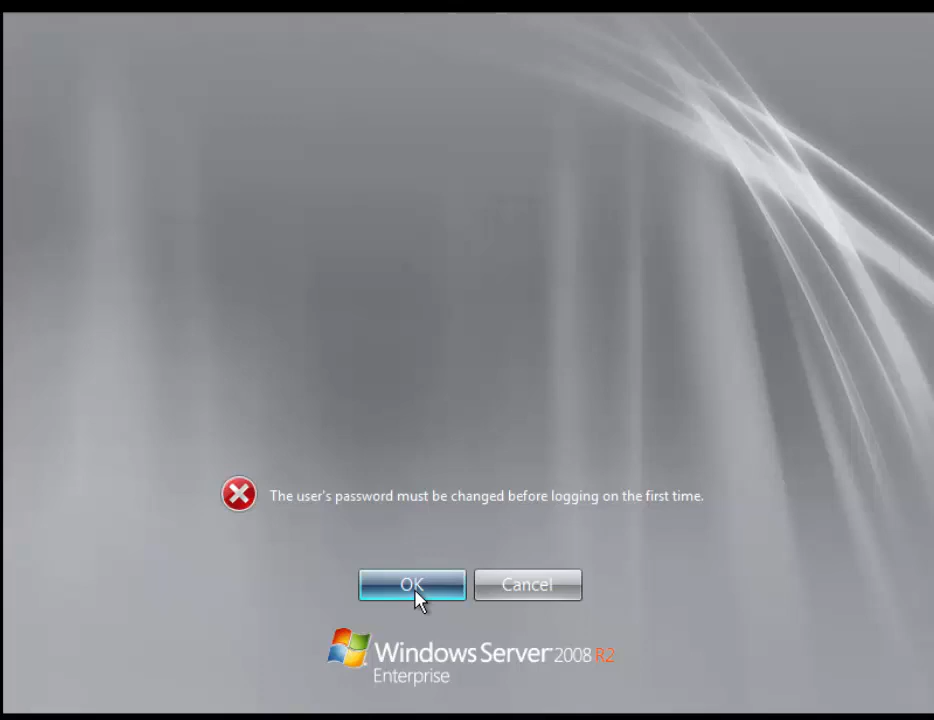 The user's password must be changed before logging on the first time.
OK
Cancel
Windows Server 2008 R2
Enterprise